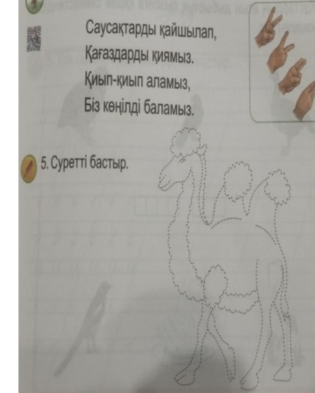 Саусақтарды қайшылап,
Қағаздарды қиямыз.
Қиып-қиып аламыз,
Біз көңілді баламыз.
5. Суретті бастыр.